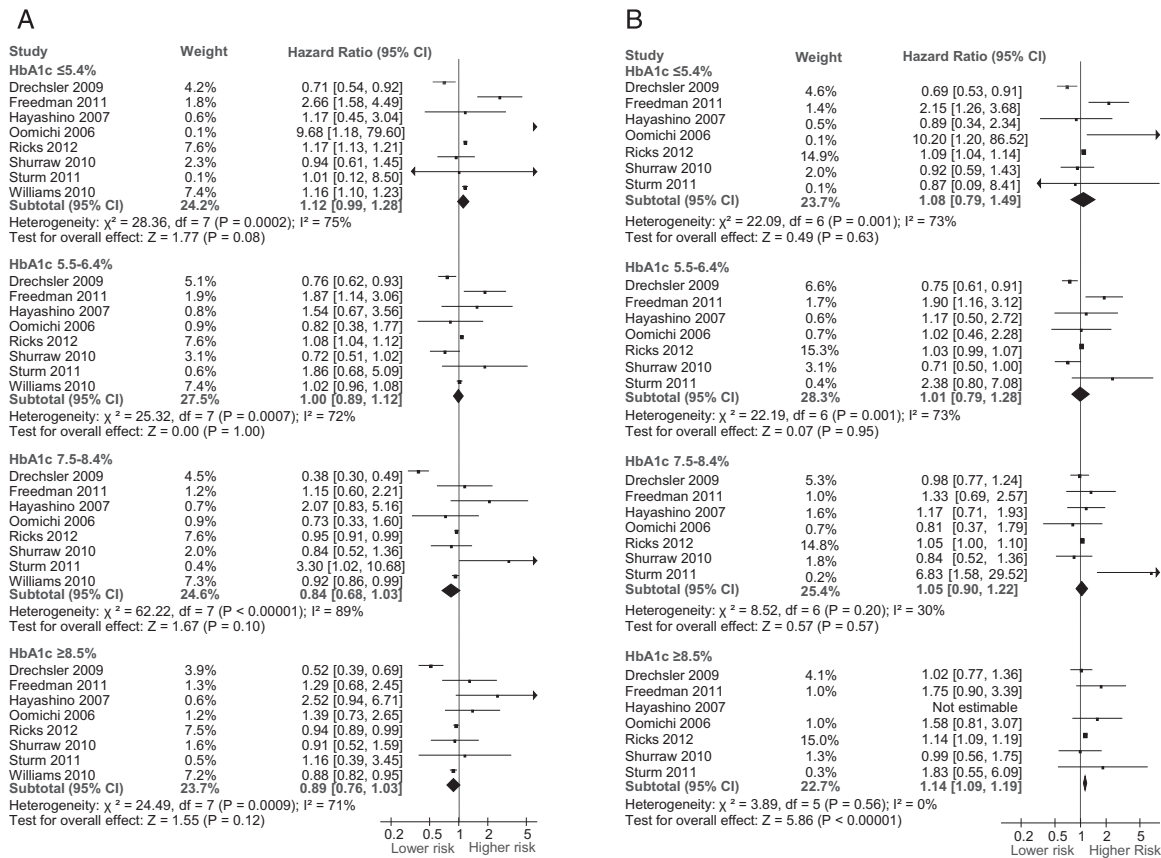 A
Study Weight Hazard Ratio (95% CI)
HbA1c ≤5.4%
Drechsler 2009 4.2% 0.71 [0.54, 0.92]
Freedman 2011 1.8% 2.66 [1.58, 4.49]
Hayashino 2007 0.6% 1.17 [0.45, 3.04]
Oomichi 2006 0.1% 9.68 [1.18, 79.60]
Ricks 2012 7.6% 1.17 [1.13, 1.21]
Shurraw 2010 2.3% 0.94 [0.61, 1.45]
Sturm 2011 0.1% 1.01 [0.12, 8.50]
Williams 2010 7.4% 1.16 [1.10, 1.23]
Subtotal (95% CI) 24.2% 1.12 [0.99, 1.28]
Heterogeneity: χ² = 28.36, df = 7 (P = 0.0002); I² = 75%
Test for overall effect: Z = 1.77 (P = 0.08)
HbA1c 5.5-6.4%
Drechsler 2009 5.1% 0.76 [0.62, 0.93]
Freedman 2011 1.9% 1.87 [1.14, 3.06]
Hayashino 2007 0.8% 1.54 [0.67, 3.56]
Oomichi 2006 0.9% 0.82 [0.38, 1.77]
Ricks 2012 7.6% 1.08 [1.04, 1.12]
Shurraw 2010 3.1% 0.72 [0.51, 1.02]
Sturm 2011 0.6% 1.86 [0.68, 5.09]
Williams 2010 7.4% 1.02 [0.96, 1.08]
Subtotal (95% CI) 27.5% 1.00 [0.89, 1.12]
Heterogeneity: χ ² = 25.32, df = 7 (P = 0.0007); I² = 72%
Test for overall effect: Z = 0.00 (P = 1.00)
HbA1c 7.5-8.4%
Drechsler 2009 4.5% 0.38 [0.30, 0.49]
Freedman 2011 1.2% 1.15 [0.60, 2.21]
Hayashino 2007 0.7% 2.07 [0.83, 5.16]
Oomichi 2006 0.9% 0.73 [0.33, 1.60]
Ricks 2012 7.6% 0.95 [0.91, 0.99]
Shurraw 2010 2.0% 0.84 [0.52, 1.36]
Sturm 2011 0.4% 3.30 [1.02, 10.68]
Williams 2010 7.3% 0.92 [0.86, 0.99]
Subtotal (95% CI) 24.6% 0.84 [0.68, 1.03]
Heterogeneity: χ ² = 62.22, df = 7 (P < 0.00001); I² = 89%
Test for overall effect: Z = 1.67 (P = 0.10)
HbA1c ≥8.5%
Drechsler 2009 3.9% 0.52 [0.39, 0.69]
Freedman 2011 1.3% 1.29 [0.68, 2.45]
Hayashino 2007 0.6% 2.52 [0.94, 6.71]
Oomichi 2006 1.2% 1.39 [0.73, 2.65]
Ricks 2012 7.5% 0.94 [0.89, 0.99]
Shurraw 2010 1.6% 0.91 [0.52, 1.59]
Sturm 2011 0.5% 1.16 [0.39, 3.45]
Williams 2010 7.2% 0.88 [0.82, 0.95]
Subtotal (95% CI) 23.7% 0.89 [0.76, 1.03]
Heterogeneity: χ ² = 24.49, df = 7 (P = 0.0009); I² = 71%
Test for overall effect: Z = 1.55 (P = 0.12)
0.2 0.5 1 2 5
Lower risk Higher risk
B
Study Weight Hazard Ratio (95% CI)
HbA1c ≤5.4%
Drechsler 2009 4.6% 0.69 [0.53, 0.91]
Freedman 2011 1.4% 2.15 [1.26, 3.68]
Hayashino 2007 0.5% 0.89 [0.34, 2.34]
Oomichi 2006 0.1% 10.20 [1.20, 86.52]
Ricks 2012 14.9% 1.09 [1.04, 1.14]
Shurraw 2010 2.0% 0.92 [0.59, 1.43]
Sturm 2011 0.1% 0.87 [0.09, 8.41]
Subtotal (95% CI) 23.7% 1.08 [0.79, 1.49]
Heterogeneity: χ ² = 22.09, df = 6 (P = 0.001); I² = 73%
Test for overall effect: Z = 0.49 (P = 0.63)
HbA1c 5.5-6.4%
Drechsler 2009 6.6% 0.75 [0.61, 0.91]
Freedman 2011 1.7% 1.90 [1.16, 3.12]
Hayashino 2007 0.6% 1.17 [0.50, 2.72]
Oomichi 2006 0.7% 1.02 [0.46, 2.28]
Ricks 2012 15.3% 1.03 [0.99, 1.07]
Shurraw 2010 3.1% 0.71 [0.50, 1.00]
Sturm 2011 0.4% 2.38 [0.80, 7.08]
Subtotal (95% CI) 28.3% 1.01 [0.79, 1.28]
Heterogeneity: χ ² = 22.19, df = 6 (P = 0.001); I² = 73%
Test for overall effect: Z = 0.07 (P = 0.95)
HbA1c 7.5-8.4%
Drechsler 2009 5.3% 0.98 [0.77, 1.24]
Freedman 2011 1.0% 1.33 [0.69, 2.57]
Hayashino 2007 1.6% 1.17 [0.71, 1.93]
Oomichi 2006 0.7% 0.81 [0.37, 1.79]
Ricks 2012 14.8% 1.05 [1.00, 1.10]
Shurraw 2010 1.8% 0.84 [0.52, 1.36]
Sturm 2011 0.2% 6.83 [1.58, 29.52]
Subtotal (95% CI) 25.4% 1.05 [0.90, 1.22]
Heterogeneity: χ ² = 8.52, df = 6 (P = 0.20); I² = 30%
Test for overall effect: Z = 0.57 (P = 0.57)
HbA1c ≥8.5%
Drechsler 2009 4.1% 1.02 [0.77, 1.36]
Freedman 2011 1.0% 1.75 [0.90, 3.39]
Hayashino 2007 Not estimable
Oomichi 2006 1.0% 1.58 [0.81, 3.07]
Ricks 2012 15.0% 1.14 [1.09, 1.19]
Shurraw 2010 1.3% 0.99 [0.56, 1.75]
Sturm 2011 0.3% 1.83 [0.55, 6.09]
Subtotal (95% CI) 22.7% 1.14 [1.09, 1.19]
Heterogeneity: χ ² = 3.89, df = 5 (P = 0.56); I² = 0%
Test for overall effect: Z = 5.86 (P < 0.00001)
0.2 0.5 1 2 5
Lower risk Higher Risk